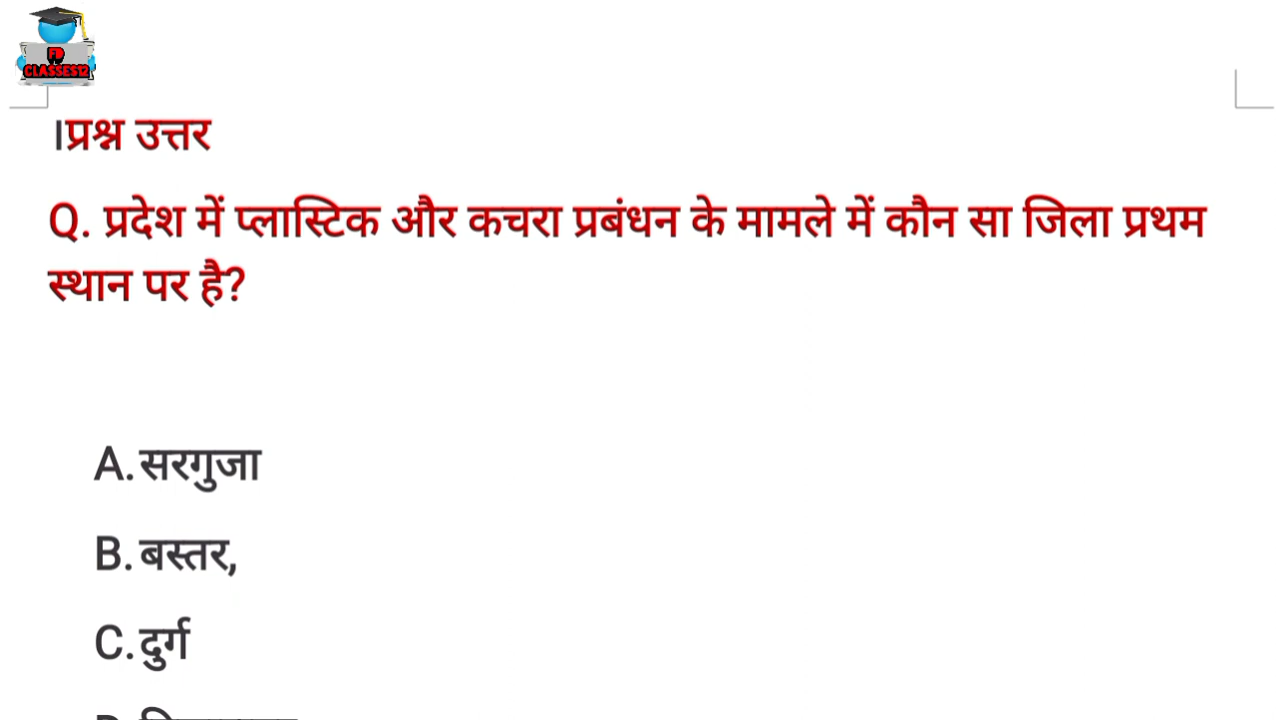 FD
CLASSES12
।प्रश्न उत्तर
Q. प्रदेश में प्लास्टिक और कचरा प्रबंधन के मामले में कौन सा जिला प्रथम
स्थान पर है?
A. सरगुजा
B. बस्तर,
C. दुर्ग